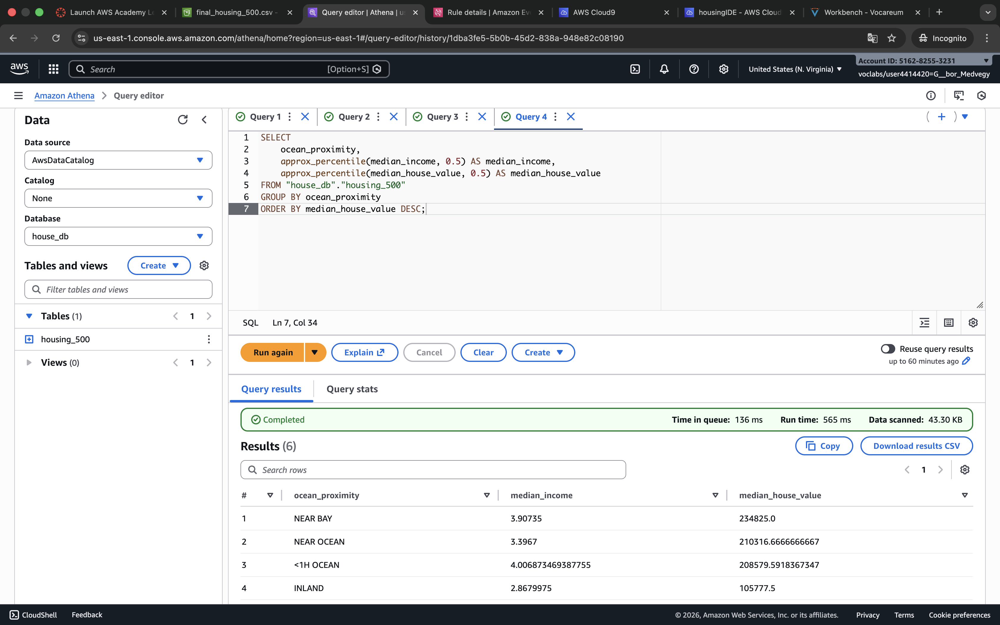 Launch AWS Academy Le
final_housing_500.csv -
Query editor | Athena | us
Rule details | Amazon Eve
AWS Cloud9
housingIDE - AWS Cloud
Workbench - Vocareum
us-east-1.console.aws.amazon.com/athena/home?region=us-east-1#/query-editor/history/1dba3fe5-5b0b-45d2-838a-948e82c08190
Incognito
aws
Search
[Option+S]
United States (N. Virginia)
Account ID: 5162-8255-3231
voclabs/user4414420=G__bor_Medvegy
Amazon Athena
Query editor
Data
Data source
AwsDataCatalog
Catalog
None
Database
house_db
Tables and views
Create
Filter tables and views
Tables (1)
1
housing_500
Views (0)
1
Query 1
Query 2
Query 3
Query 4
1 SELECT
2 ocean_proximity,
3 approx_percentile(median_income, 0.5) AS median_income,
4 approx_percentile(median_house_value, 0.5) AS median_house_value
5 FROM "house_db"."housing_500"
6 GROUP BY ocean_proximity
7 ORDER BY median_house_value DESC;
SQL Ln 7, Col 34
Run again
Explain
Cancel
Clear
Create
Reuse query results
up to 60 minutes ago
Query results
Query stats
Completed
Time in queue: 136 ms
Run time: 565 ms
Data scanned: 43.30 KB
Results (6)
Copy
Download results CSV
Search rows
1
# ocean_proximity median_income median_house_value
1 NEAR BAY 3.90735 234825.0
2 NEAR OCEAN 3.3967 210316.6666666667
3 <1H OCEAN 4.006873469387755 208579.5918367347
4 INLAND 2.8679975 105777.5
CloudShell
Feedback
© 2026, Amazon Web Services, Inc. or its affiliates.
Privacy
Terms
Cookie preferences